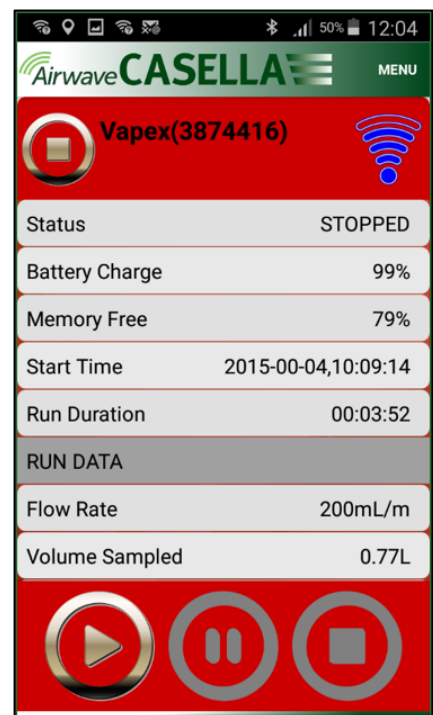 50% 12:04
Airwave CASELLA MENU
Vapex(3874416)
Status STOPPED
Battery Charge 99%
Memory Free 79%
Start Time 2015-00-04,10:09:14
Run Duration 00:03:52
RUN DATA
Flow Rate 200mL/m
Volume Sampled 0.77L